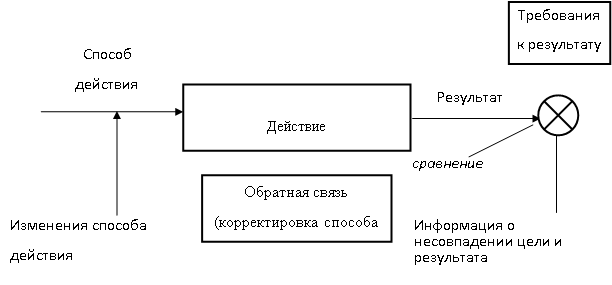 Требования
к результату
Способ
действия
Результат
Действие
сравнение
Обратная связь
(корректировка способа
Изменения способа
действия
Информация о
несовпадении цели и
результата